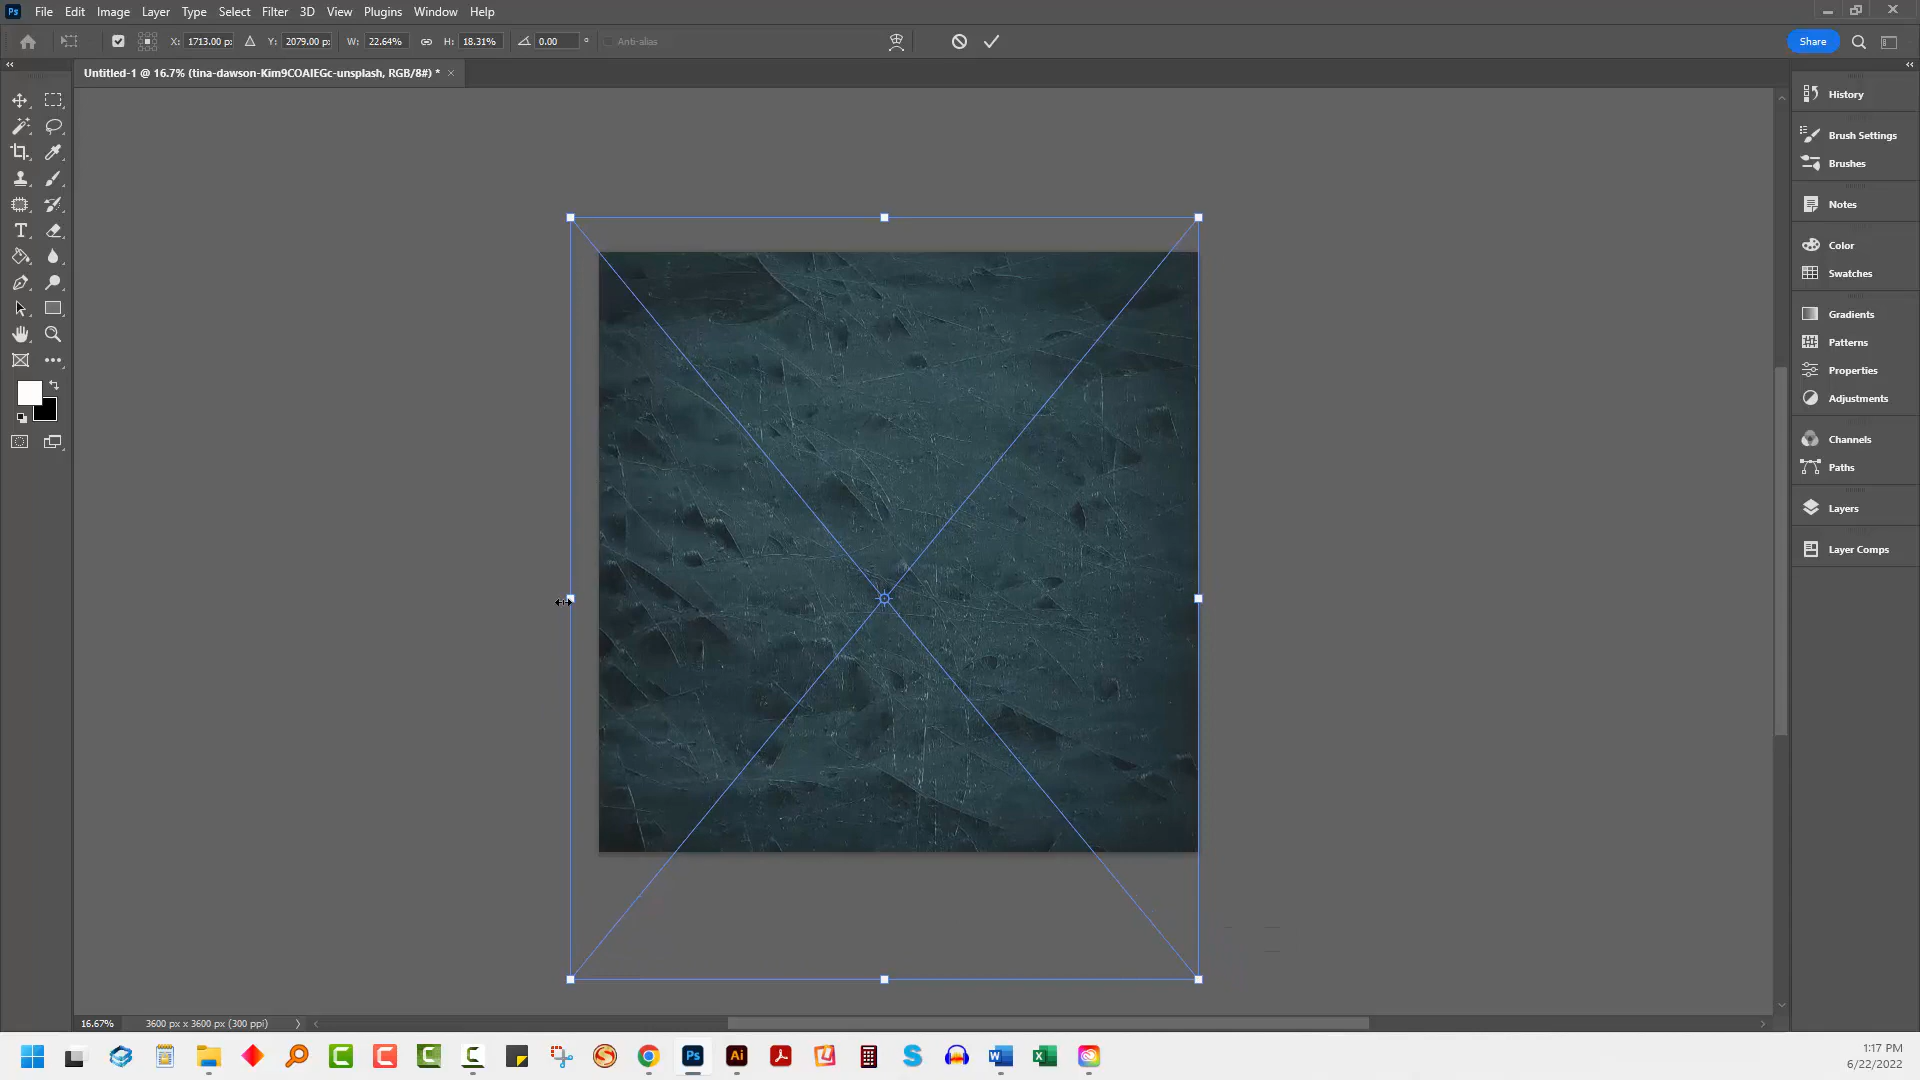 Ps File Edit Image Layer Type Select Filter 3D View Plugins Window Help
X: 1713.00 p: Y: 2079.00 p: W: 22.64% H: 18.31% 0.00 ° Anti-alias Share
Untitled-1 @ 16.7% (tina-dawson-Kim9COAIEGc-unsplash, RGB/8#) * ×
History
Brush Settings
Brushes
Notes
Color
Swatches
Gradients
Patterns
Properties
Adjustments
Channels
Paths
Layers
Layer Comps
16.67% 3600 px x 3600 px (300 ppi)
Ps Ai
1:17 PM
6/22/2022